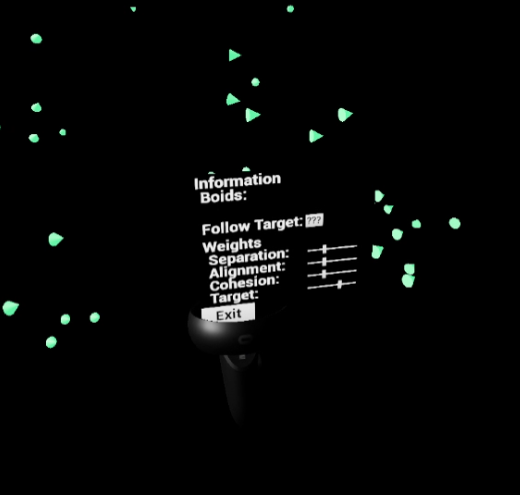 Information
Boids:
Follow Target: ???
Weights
Separation:
Alignment:
Cohesion:
Target:
Exit